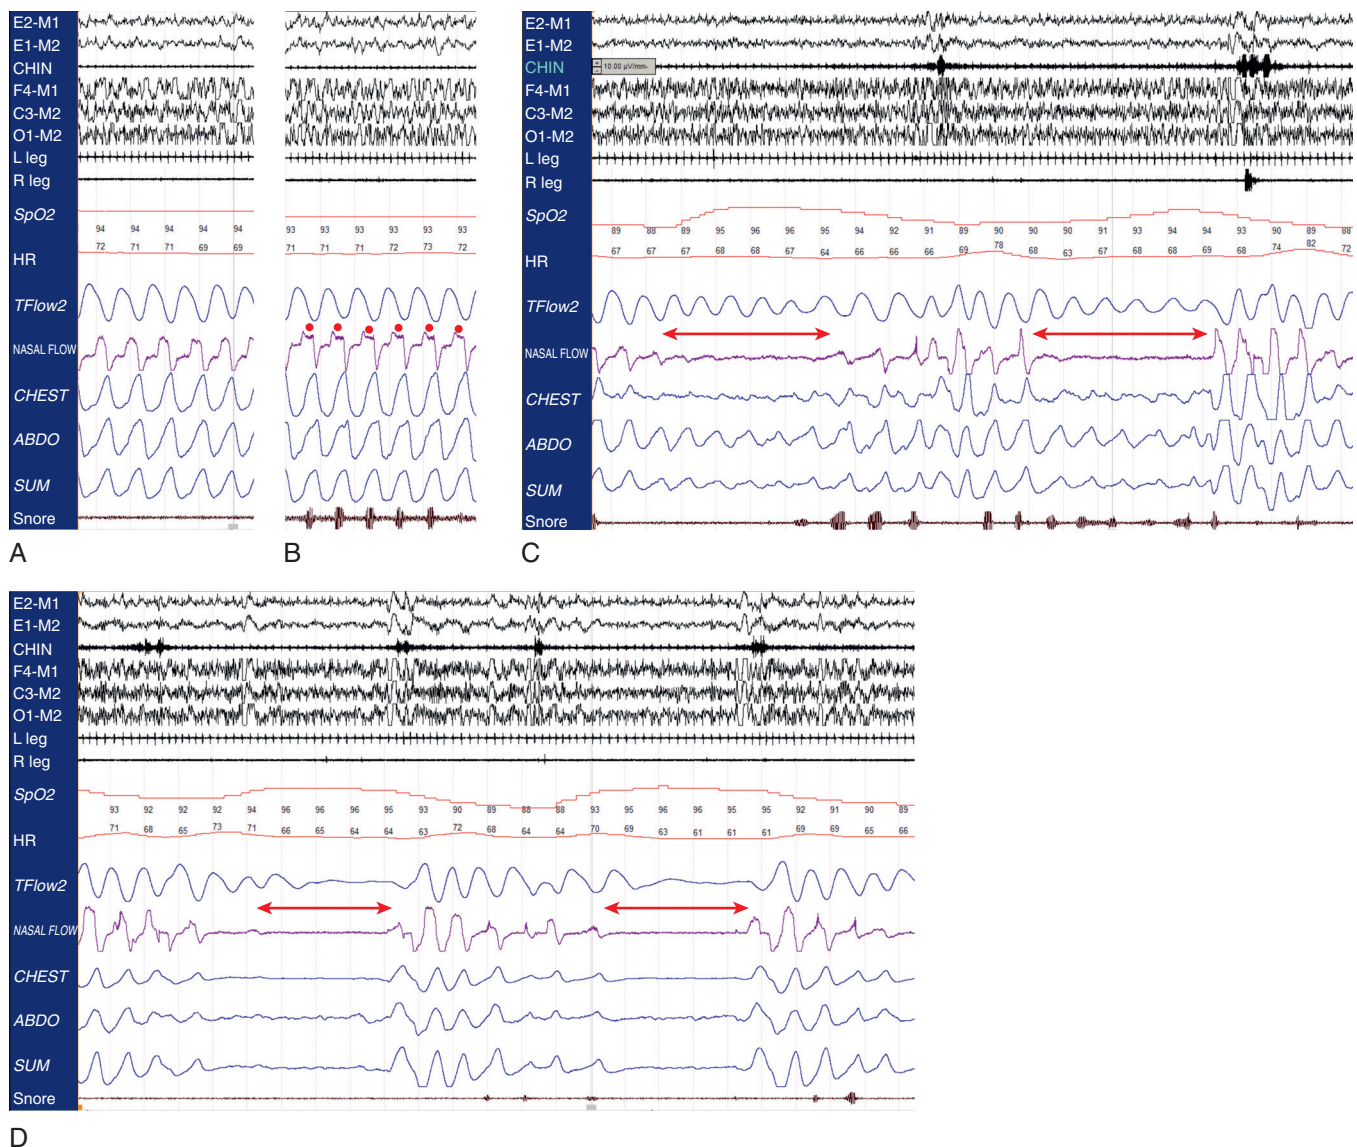 E2-M1
E1-M2
CHIN
F4-M1
C3-M2
O1-M2
L leg
R leg
SpO2
94 94 94 94 94
72 71 71 69 69
HR
TFlow2
NASAL FLOW
CHEST
ABDO
SUM
Snore
A
93 93 93 93 93 93
71 71 71 72 73 72
B
E2-M1
E1-M2
CHIN
10.00 µV/mm-
F4-M1
C3-M2
O1-M2
L leg
R leg
SpO2
89 88 89 95 96 96 95 94 92 91 89 90 90 90 91 93 94 94 93 90 89 88
67 67 67 68 67 67 64 66 66 66 69 78 68 63 67 68 68 69 68 74 82 72
HR
TFlow2
NASAL FLOW
CHEST
ABDO
SUM
Snore
C
E2-M1
E1-M2
CHIN
F4-M1
C3-M2
O1-M2
L leg
R leg
SpO2
93 92 92 92 94 96 96 96 95 93 90 89 88 88 93 95 96 96 95 95 92 91 90 89
71 68 65 73 71 66 65 64 64 63 72 68 64 64 70 69 63 61 61 61 69 69 65 66
HR
TFlow2
NASAL FLOW
CHEST
ABDO
SUM
Snore
D